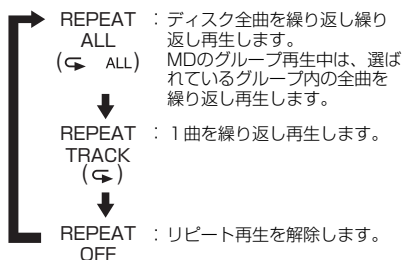 REPEAT ALL (ALL) : ディスク全曲を繰り返し繰り
返し再生します。
MDのグループ再生中は、選ば
れているグループ内の全曲を
繰り返し再生します。
REPEAT TRACK : 1曲を繰り返し再生します。
REPEAT OFF : リピート再生を解除します。